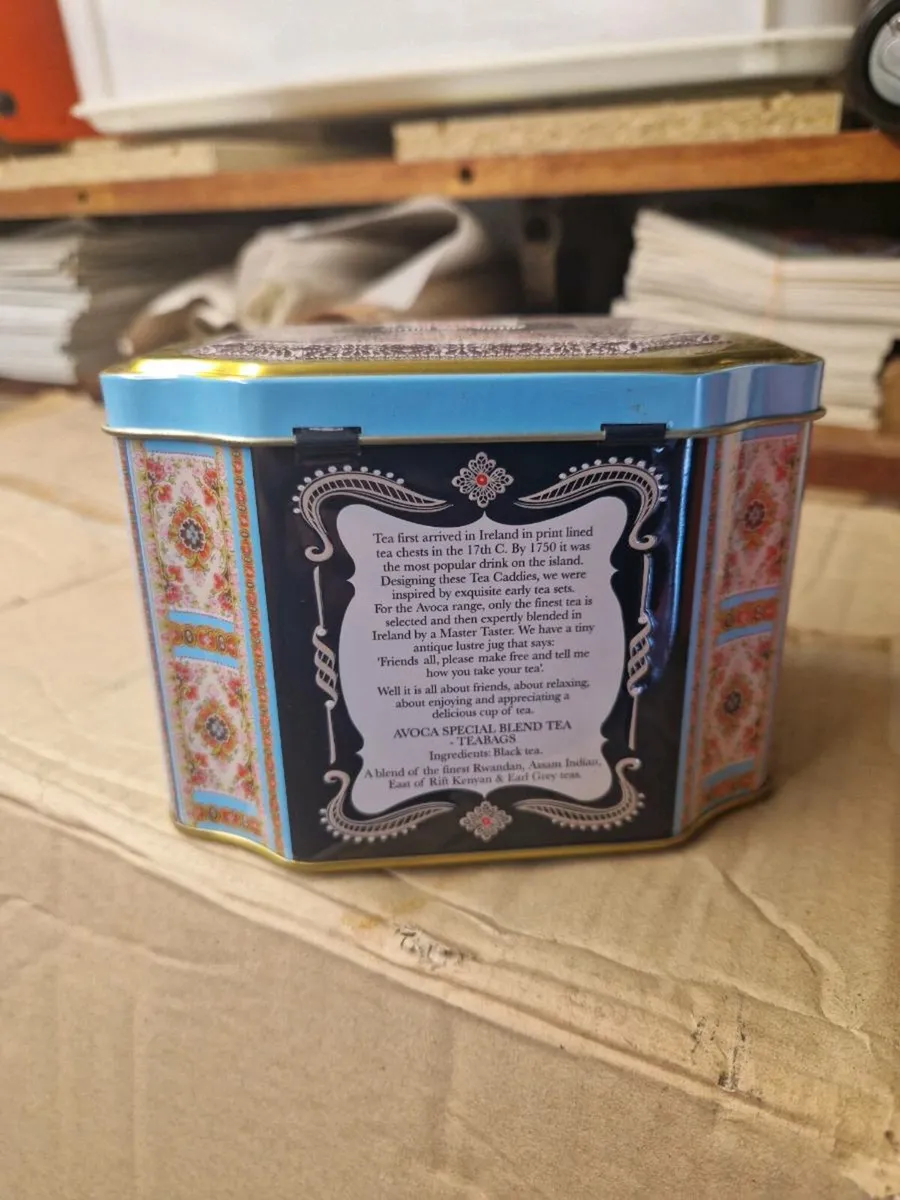 Tea first arrived in Ireland in print lined
tea chests in the 17th C. By 1750 it was
the most popular drink on the island.
Designing these Tea Caddies, we were
inspired by exquisite early tea sets.
For the Avoca range, only the finest tea is
selected and then expertly blended in
Ireland by a Master Taster. We have a tiny
antique lustre jug that says:
'Friends all, please make free and tell me
how you take your tea'.
Well it is all about friends, about relaxing,
about enjoying and appreciating a
delicious cup of tea.
AVOCA SPECIAL BLEND TEA
- TEABAGS
Ingredients: Black tea.
A blend of the finest Rwandan, Assam Indian,
East of Rift Kenyan & Earl Grey teas.